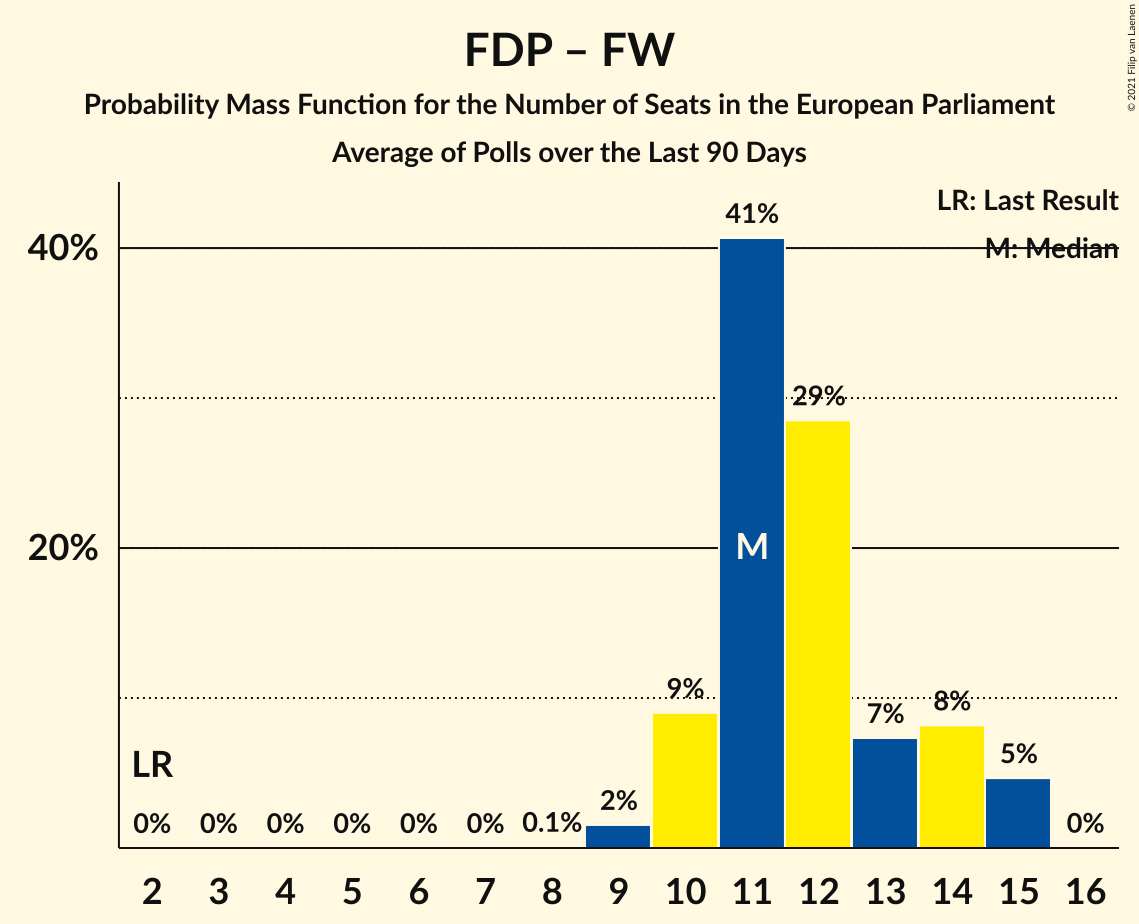 FDP – FW
Probability Mass Function for the Number of Seats in the European Parliament
Average of Polls over the Last 90 Days
© 2021 Filip van Laenen
LR: Last Result
M: Median
40%
20%
41%
29%
M
9%
7%
8%
5%
LR
2%
0%
0%
0%
0%
0%
0%
0.1%
0%
2 3 4 5 6 7 8 9 10 11 12 13 14 15 16